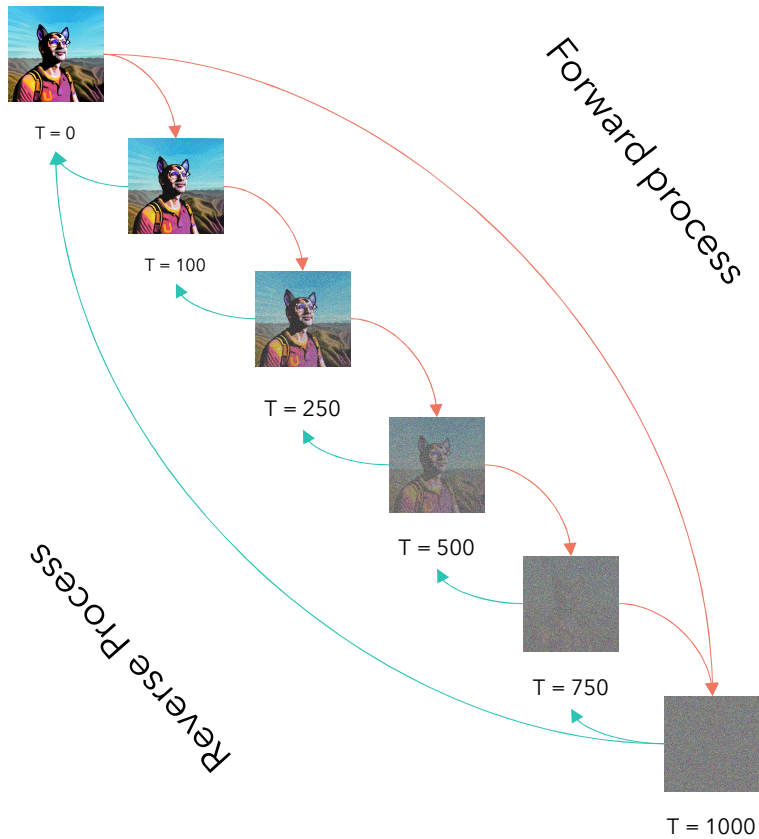 Forward process
T = 0
T = 100
T = 250
T = 500
Reverse Process
T = 750
T = 1000